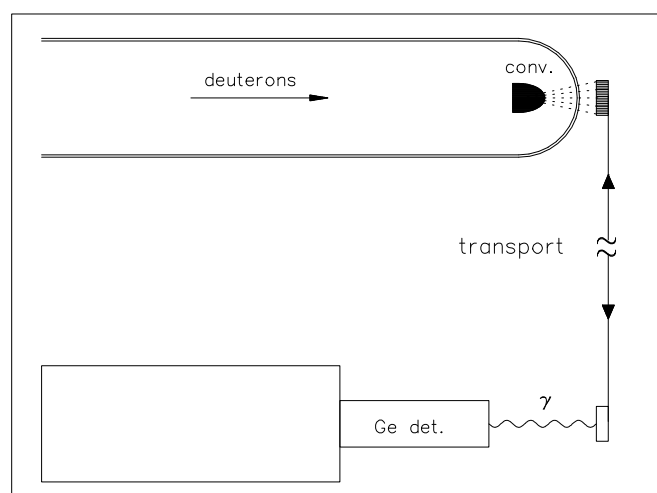 conv.
deuterons
transport
γ
Ge det.